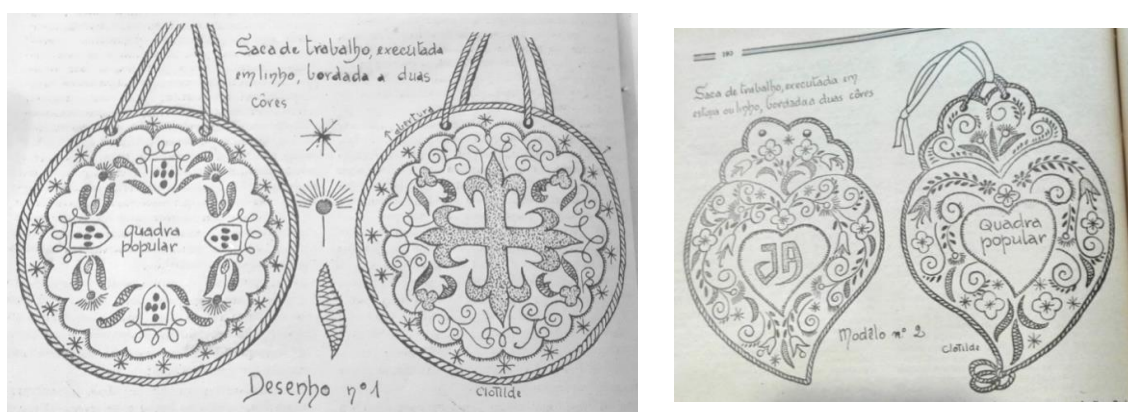 Saca de trabalho, executada
em linho, bordada a duas
côres
abertura
Quadra
popular
Desenho nº 1
Clotilde
180
Saca de trabalho, executada em
estopa ou linho, bordada a duas côres
JA
Quadra
popular
Modêlo nº 2
Clotilde